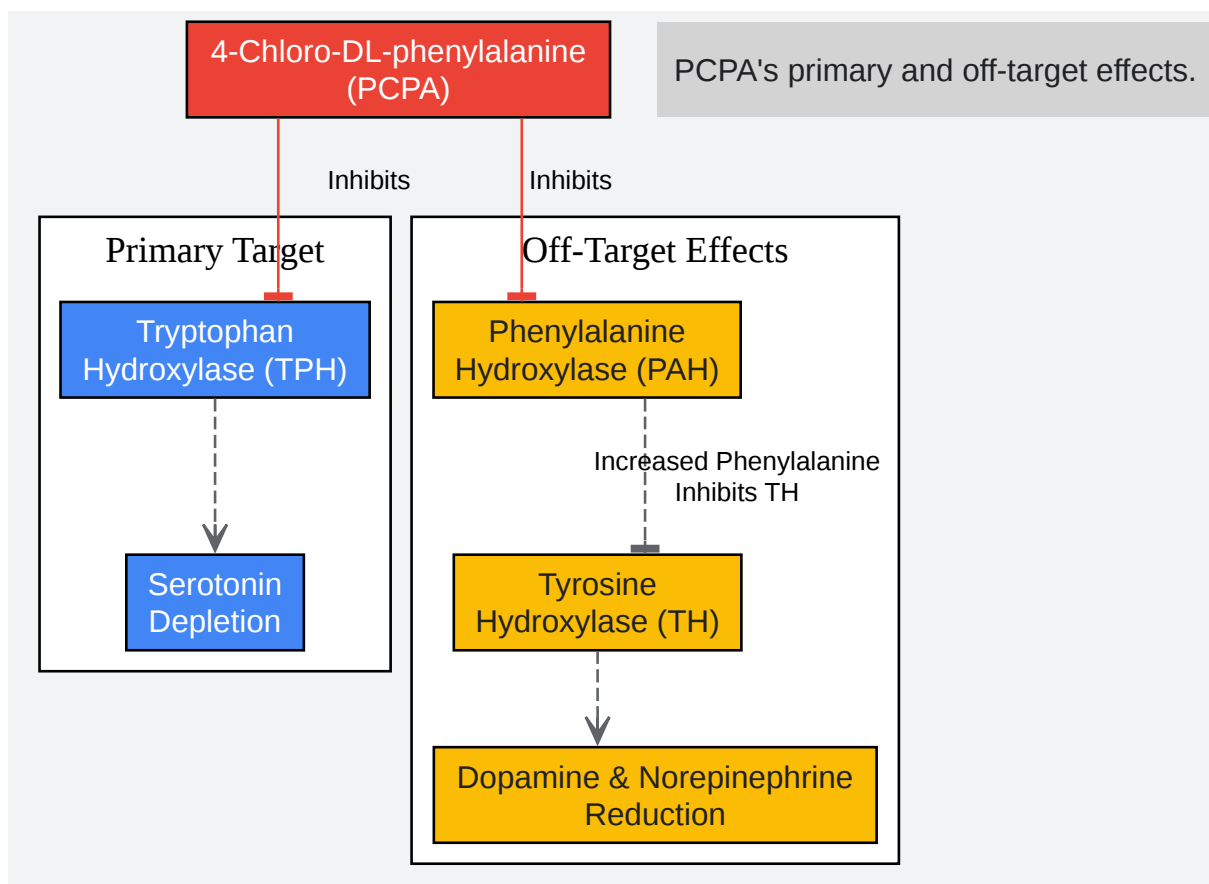 4-Chloro-DL-phenylalanine
(PCPA)
PCPA's primary and off-target effects.
Inhibits
Inhibits
Primary Target
Off-Target Effects
Tryptophan
Hydroxylase (TPH)
Phenylalanine
Hydroxylase (PAH)
Increased Phenylalanine
Inhibits TH
Serotonin
Depletion
Tyrosine
Hydroxylase (TH)
Dopamine & Norepinephrine
Reduction